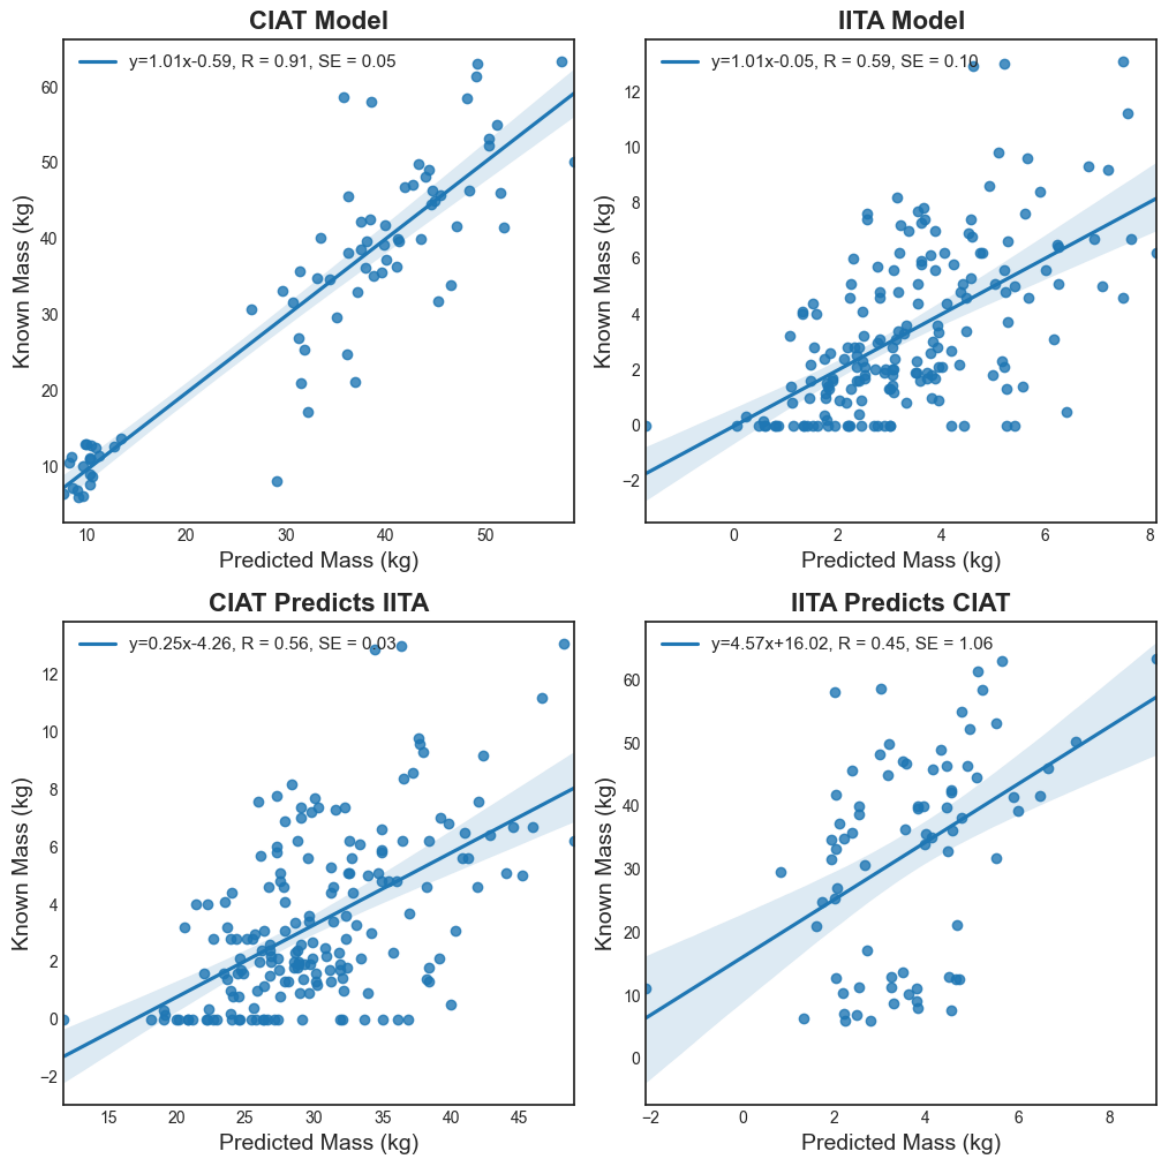 CIAT Model
y=1.01x-0.59, R = 0.91, SE = 0.05
Known Mass (kg)
60
50
40
30
20
10
10 20 30 40 50
Predicted Mass (kg)
IITA Model
y=1.01x-0.05, R = 0.59, SE = 0.10
Known Mass (kg)
12
10
8
6
4
2
0
−2
0 2 4 6 8
Predicted Mass (kg)
CIAT Predicts IITA
y=0.25x-4.26, R = 0.56, SE = 0.03
Known Mass (kg)
12
10
8
6
4
2
0
−2
15 20 25 30 35 40 45
Predicted Mass (kg)
IITA Predicts CIAT
y=4.57x+16.02, R = 0.45, SE = 1.06
Known Mass (kg)
60
50
40
30
20
10
0
−2 0 2 4 6 8
Predicted Mass (kg)